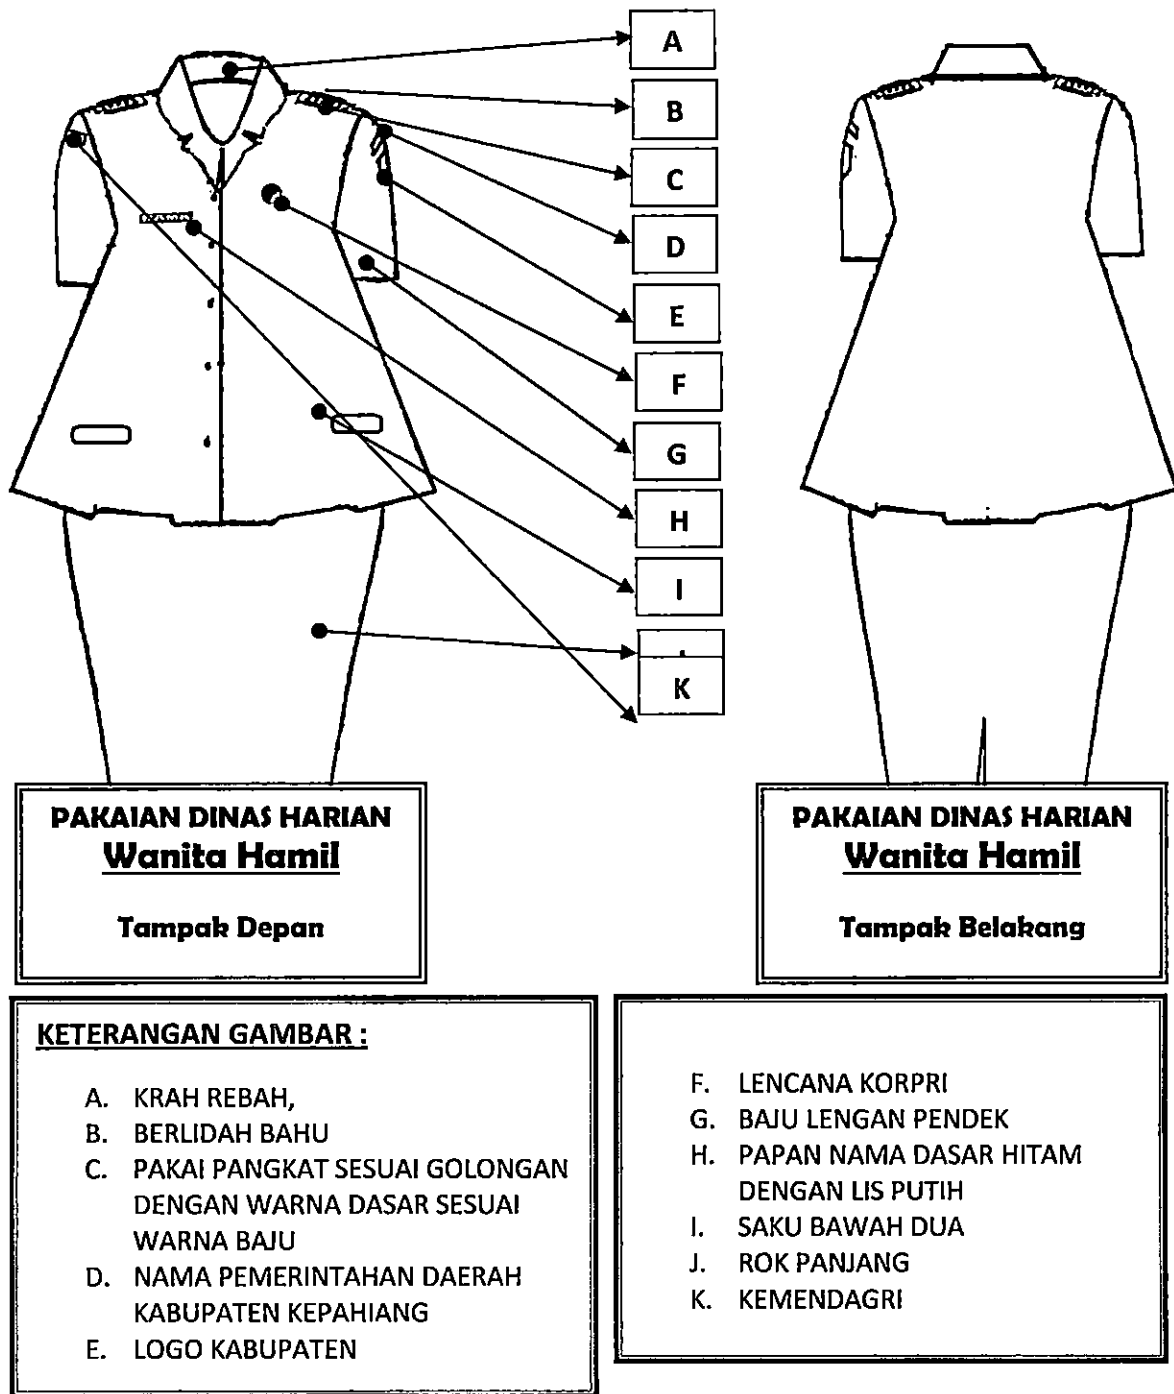 A
B
C
D
E
F
G
H
I
K
PAKAIAN DINAS HARIAN
Wanita Hamil
Tampak Depan
PAKAIAN DINAS HARIAN
Wanita Hamil
Tampak Belakang
KETERANGAN GAMBAR :
A. KRAH REBAH,
B. BERLIDAH BAHU
C. PAKAI PANGKAT SESUAI GOLONGAN
DENGAN WARNA DASAR SESUAI
WARNA BAJU
D. NAMA PEMERINTAHAN DAERAH
KABUPATEN KEPAHIANG
E. LOGO KABUPATEN
F. LENCANA KORPRI
G. BAJU LENGAN PENDEK
H. PAPAN NAMA DASAR HITAM
DENGAN LIS PUTIH
I. SAKU BAWAH DUA
J. ROK PANJANG
K. KEMENDAGRI